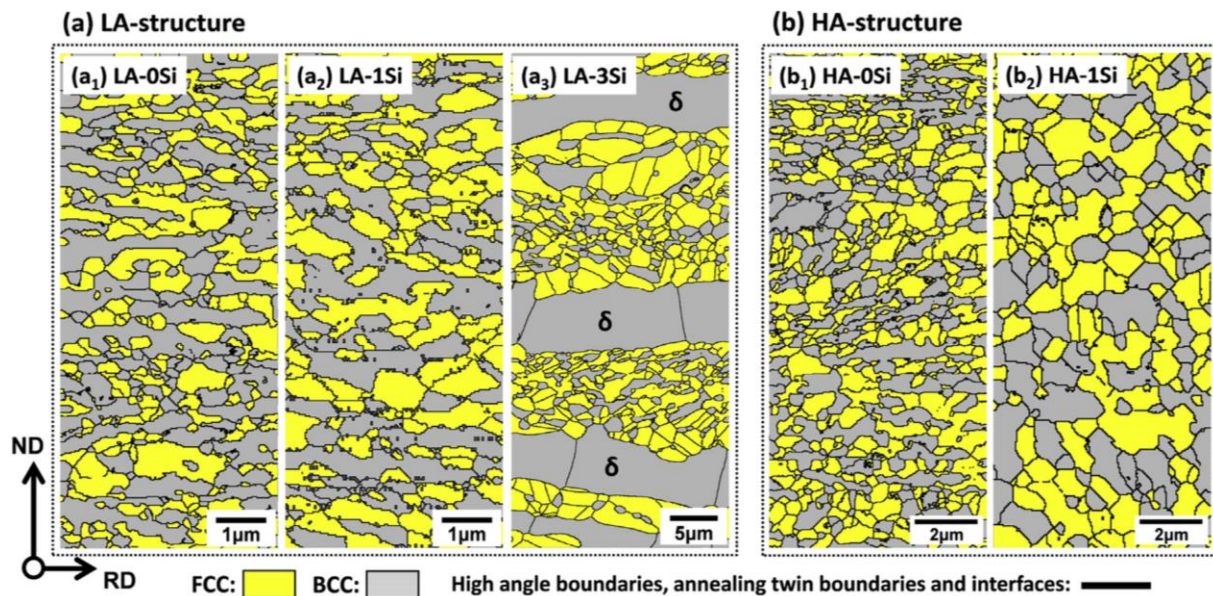 (a) LA-structure
(b) HA-structure
(a₁) LA-0Si
(a₂) LA-1Si
(a₃) LA-3Si
(b₁) HA-0Si
(b₂) HA-1Si
δ
δ
δ
ND
RD
1μm
1μm
5μm
2μm
2μm
FCC:
BCC:
High angle boundaries, annealing twin boundaries and interfaces: